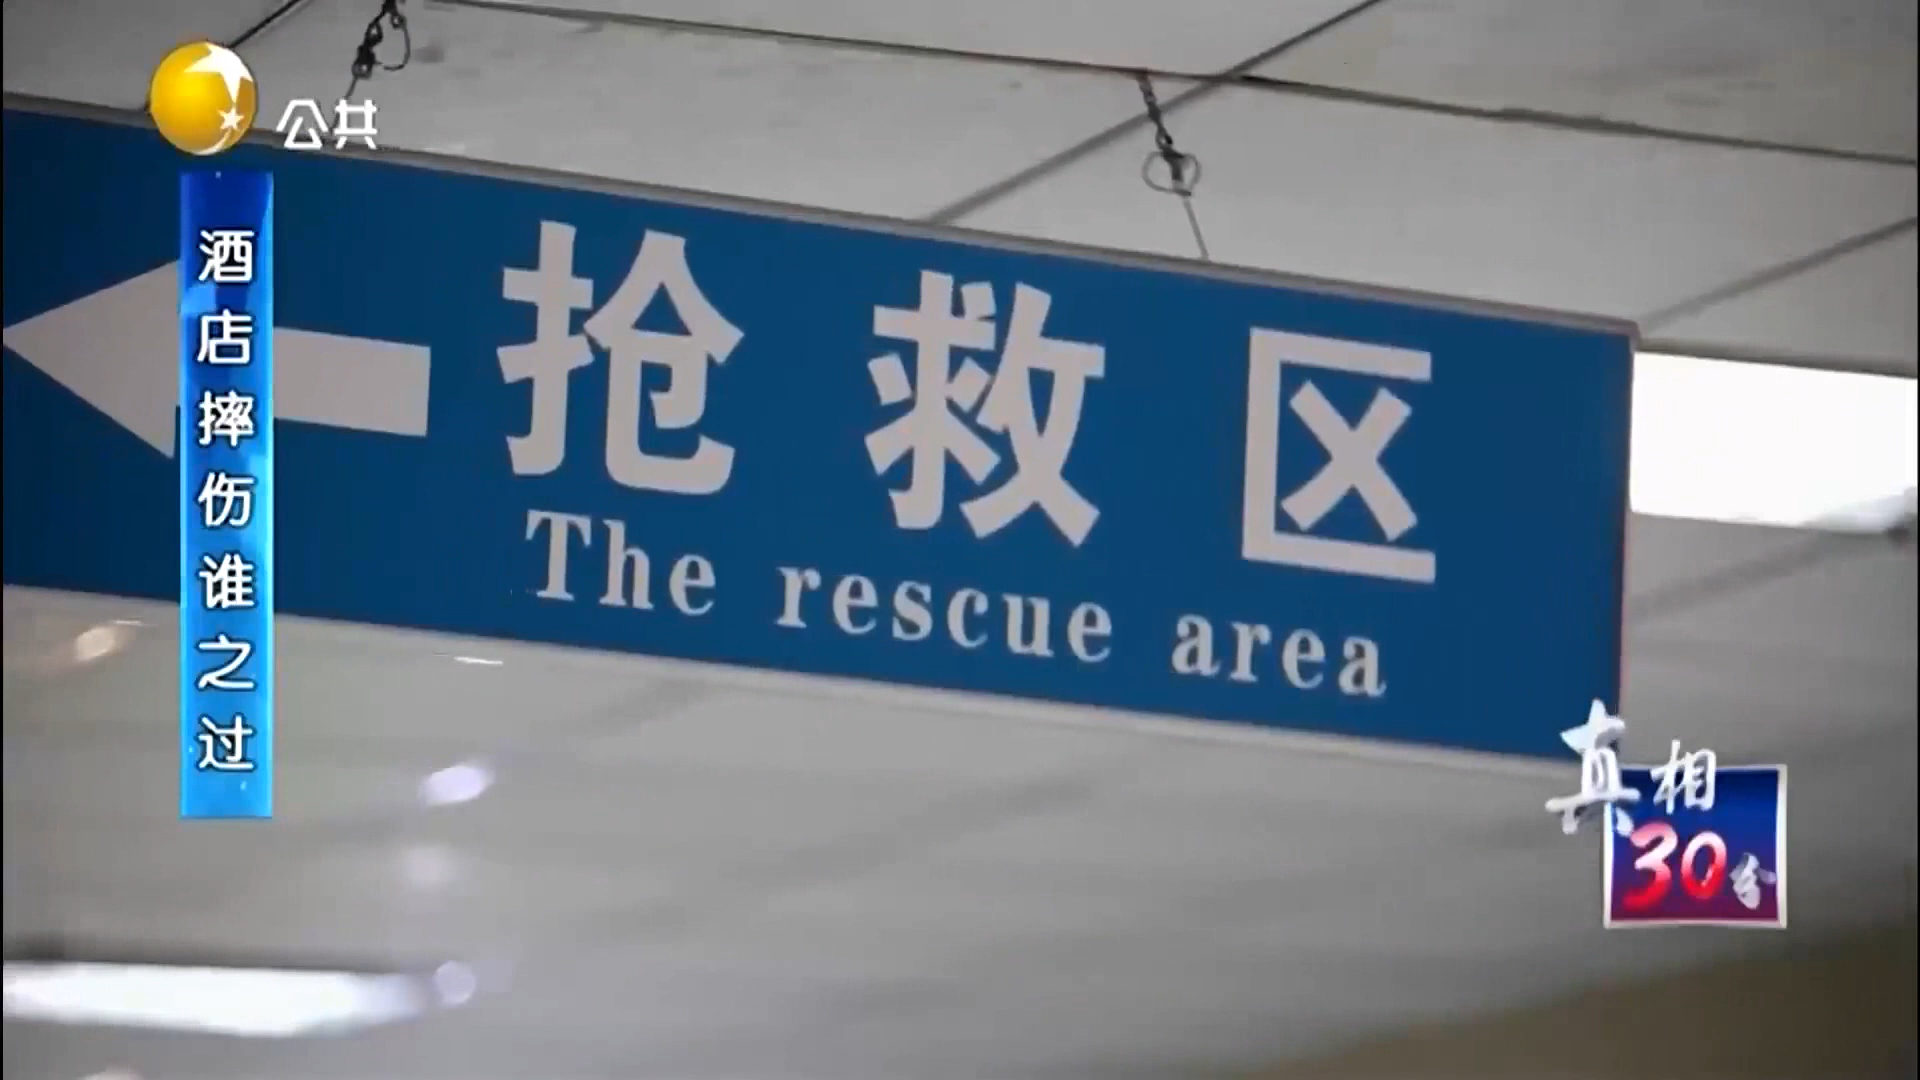 公共
酒店摔伤谁之过
抢救区
The rescue area
真相
30分